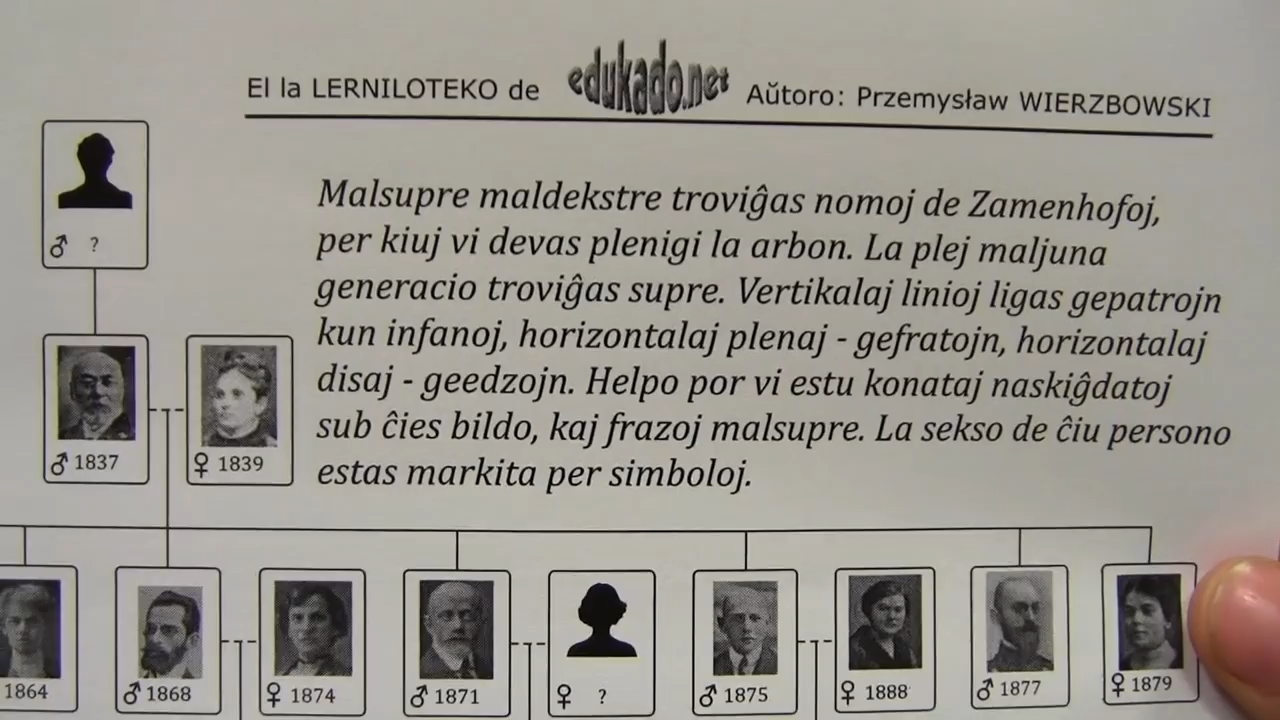 El la LERNILOTEKO de edukado.net Aŭtoro: Przemysław WIERZBOWSKI
Malsupre maldekstre troviĝas nomoj de Zamenhofoj,
per kiuj vi devas plenigi la arbon. La plej maljuna
generacio troviĝas supre. Vertikalaj linioj ligas gepatrojn
kun infanoj, horizontalaj plenaj - gefratojn, horizontalaj
disaj - geedzojn. Helpo por vi estu konataj naskiĝdatoj
sub ĉies bildo, kaj frazoj malsupre. La sekso de ĉiu persono
estas markita per simboloj.
♂ ?
♂ 1837 ♀ 1839
1864 ♂ 1868 ♀ 1874 ♂ 1871 ♀ ? ♂ 1875 ♀ 1888 ♂ 1877 ♀ 1879